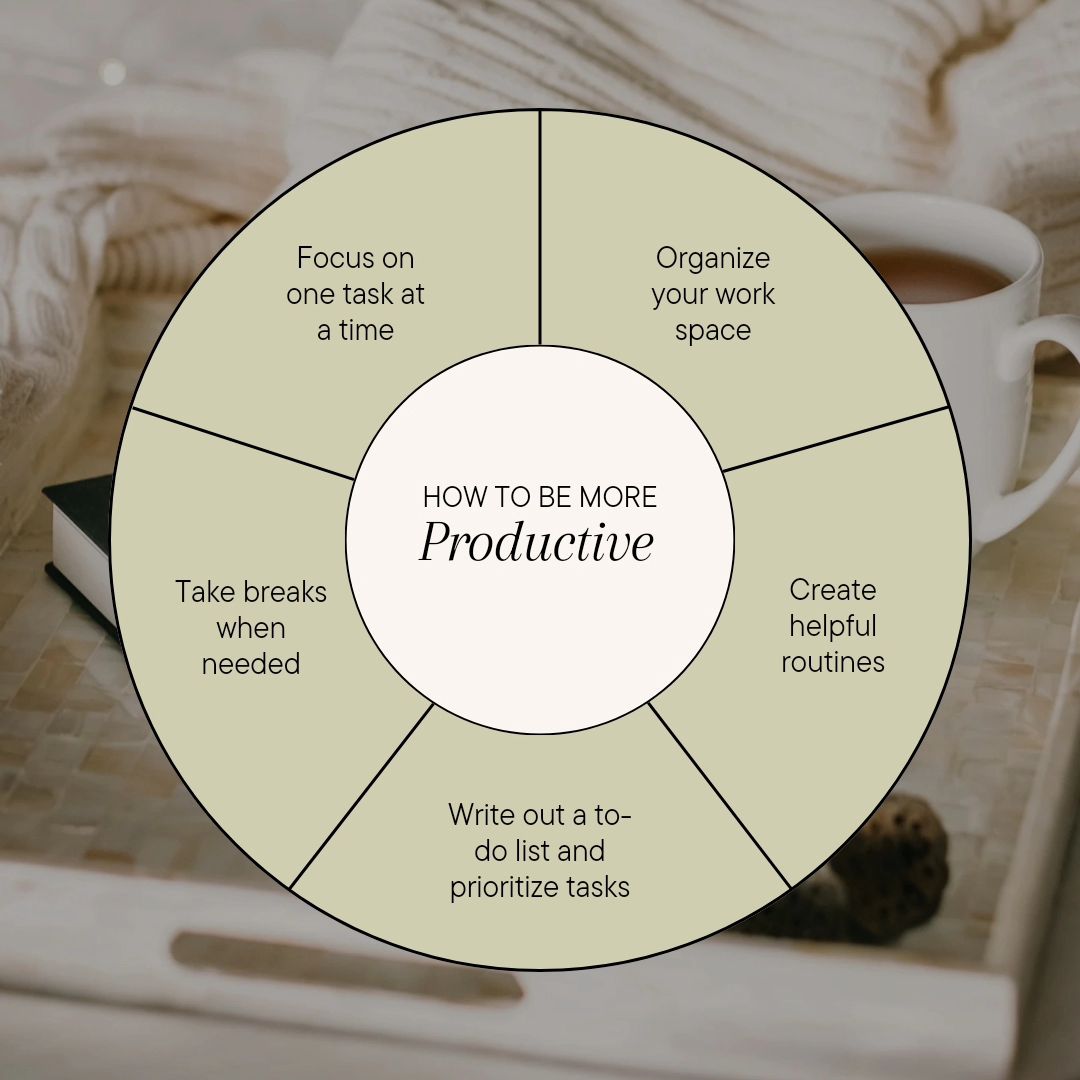 HOW TO BE MORE
Productive
Organize
your work
space
Create
helpful
routines
Write out a to-
do list and
prioritize tasks
Take breaks
when
needed
Focus on
one task at
a time